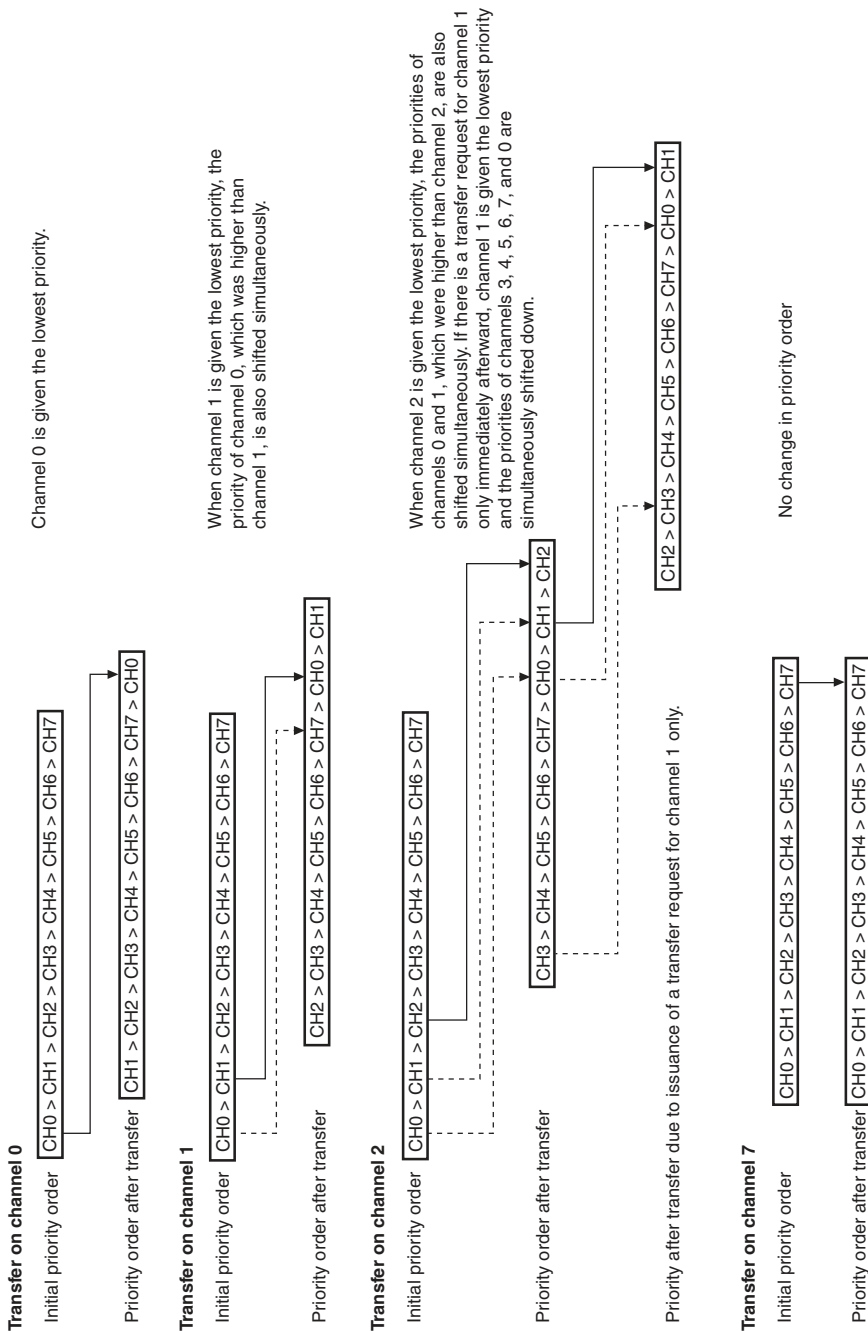 Transfer on channel 0
Initial priority order
CH0 > CH1 > CH2 > CH3 > CH4 > CH5 > CH6 > CH7
Priority order after transfer
CH1 > CH2 > CH3 > CH4 > CH5 > CH6 > CH7 > CH0
Channel 0 is given the lowest priority.
Transfer on channel 1
Initial priority order
CH0 > CH1 > CH2 > CH3 > CH4 > CH5 > CH6 > CH7
Priority order after transfer
CH2 > CH3 > CH4 > CH5 > CH6 > CH7 > CH0 > CH1
When channel 1 is given the lowest priority, the
priority of channel 0, which was higher than
channel 1, is also shifted simultaneously.
Transfer on channel 2
Initial priority order
CH0 > CH1 > CH2 > CH3 > CH4 > CH5 > CH6 > CH7
Priority order after transfer
CH3 > CH4 > CH5 > CH6 > CH7 > CH0 > CH1 > CH2
When channel 2 is given the lowest priority, the priorities of
channels 0 and 1, which were higher than channel 2, are also
shifted simultaneously. If there is a transfer request for channel 1
only immediately afterward, channel 1 is given the lowest priority
and the priorities of channels 3, 4, 5, 6, 7, and 0 are
simultaneously shifted down.
Priority after transfer due to issuance of a transfer request for channel 1 only.
CH2 > CH3 > CH4 > CH5 > CH6 > CH7 > CH0 > CH1
Transfer on channel 7
Initial priority order
CH0 > CH1 > CH2 > CH3 > CH4 > CH5 > CH6 > CH7
Priority order after transfer
CH0 > CH1 > CH2 > CH3 > CH4 > CH5 > CH6 > CH7
No change in priority order